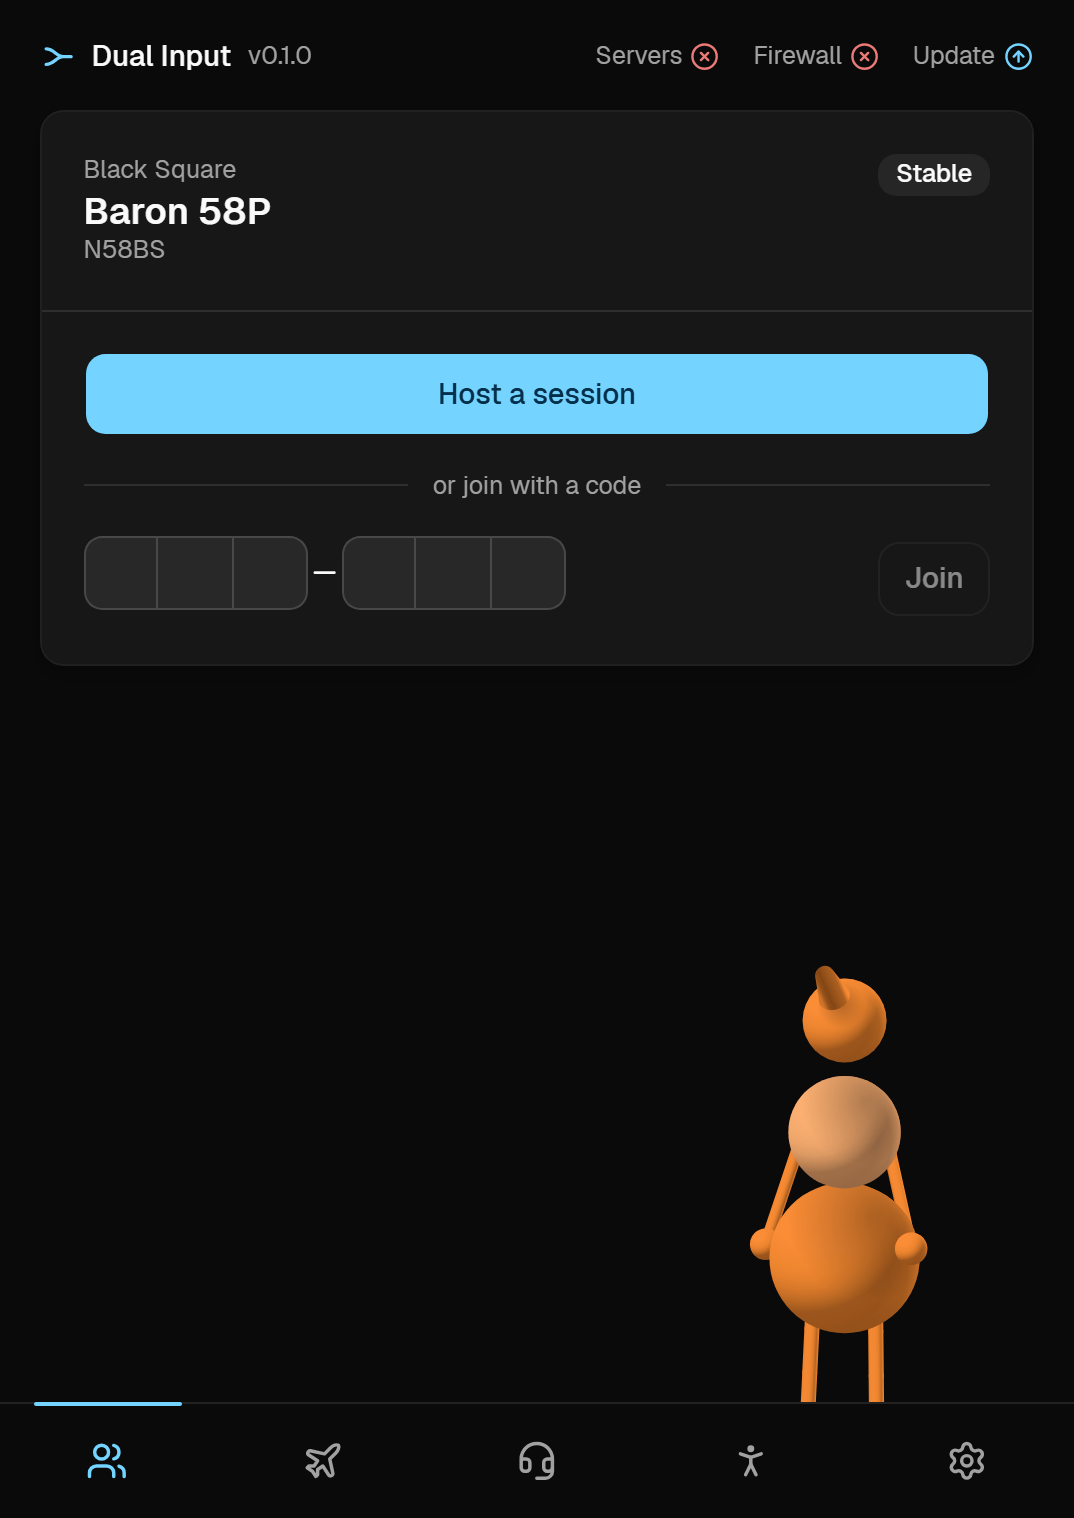 Dual Input v0.1.0 Servers Firewall Update
Black Square
Stable
Baron 58P
N58BS
Host a session
or join with a code
—
Join